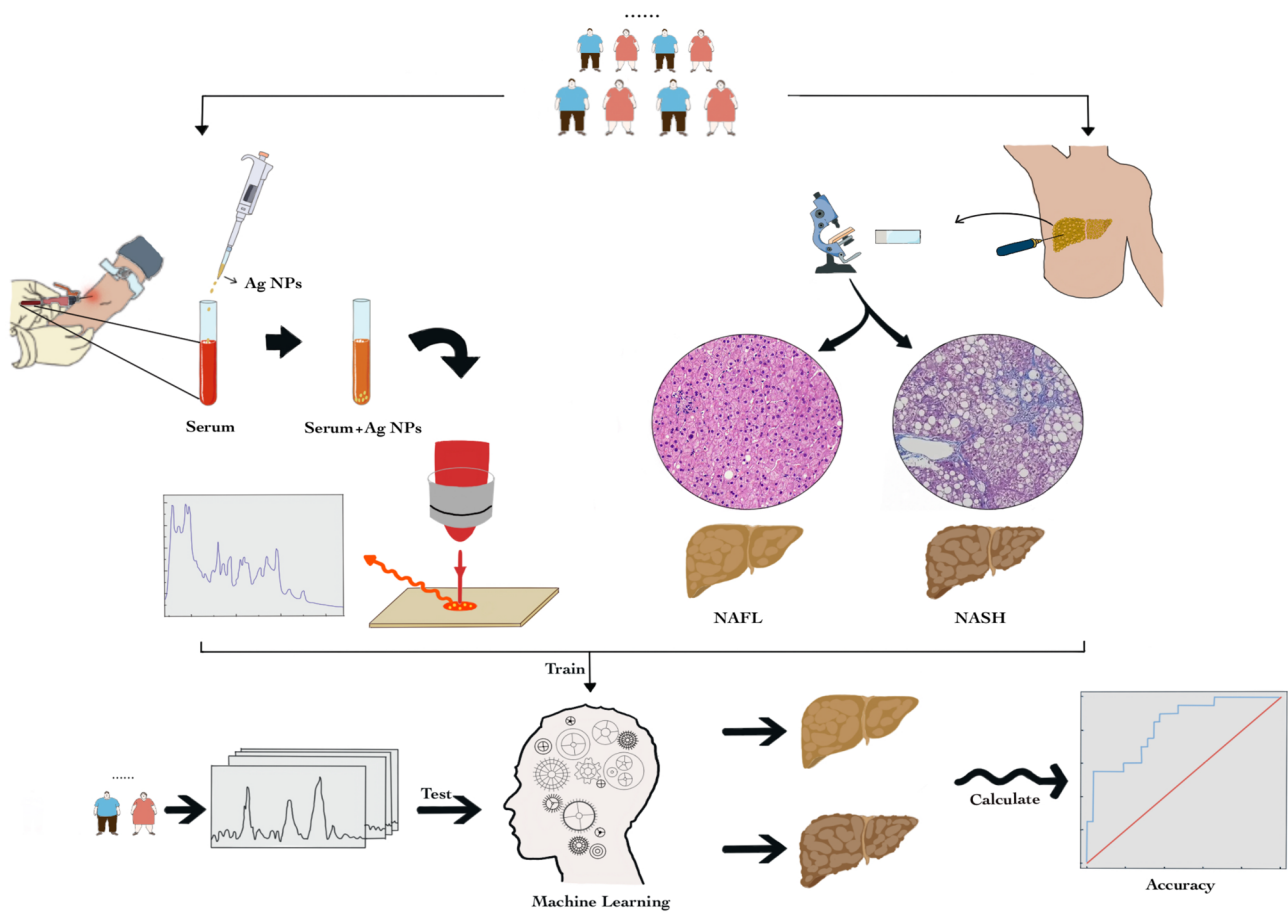 ......
Ag NPs
Serum
Serum+Ag NPs
NAFL
NASH
Train
......
Test
Calculate
Machine Learning
Accuracy